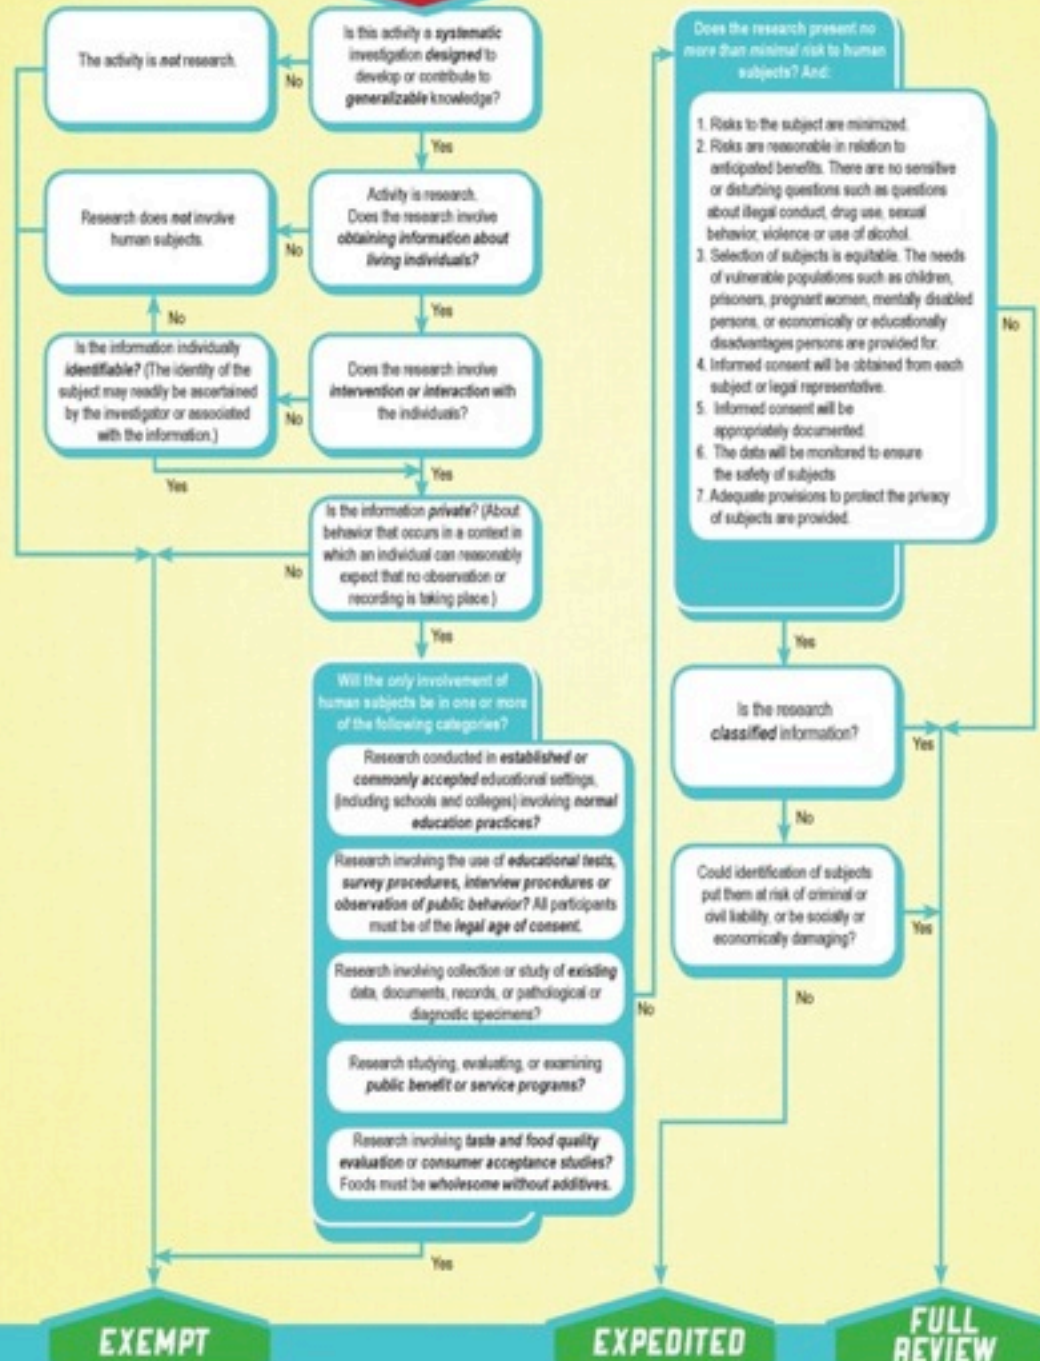 The activity is not research.
Is this activity a systematic
investigation designed to
develop or contribute to
generalizable knowledge?
No
Yes
Research does not involve
human subjects.
Activity is research.
Does the research involve
obtaining information about
living individuals?
No
Yes
No
Is the information individually
identifiable? (The identity of the
subject may readily be ascertained
by the investigator or associated
with the information.)
Does the research involve
intervention or interaction with
the individuals?
No
Yes
Yes
Is the information private? (About
behavior that occurs in a context in
which an individual can reasonably
expect that no observation or
recording is taking place.)
No
Yes
Will the only involvement of
human subjects be in one or more
of the following categories?
Research conducted in established or
commonly accepted educational settings,
(including schools and colleges) involving normal
education practices?
Research involving the use of educational tests,
survey procedures, interview procedures or
observation of public behavior? All participants
must be of the legal age of consent.
Research involving collection or study of existing
data, documents, records, or pathological or
diagnostic specimens?
Research studying, evaluating, or examining
public benefit or service programs?
Research involving taste and food quality
evaluation or consumer acceptance studies?
Foods must be wholesome without additives.
No
Yes
Does the research present no
more than minimal risk to human
subjects? And:
1. Risks to the subject are minimized.
2. Risks are reasonable in relation to
anticipated benefits. There are no sensitive
or disturbing questions such as questions
about illegal conduct, drug use, sexual
behavior, violence or use of alcohol.
3. Selection of subjects is equitable. The needs
of vulnerable populations such as children,
prisoners, pregnant women, mentally disabled
persons, or economically or educationally
disadvantages persons are provided for.
4. Informed consent will be obtained from each
subject or legal representative.
5. Informed consent will be
appropriately documented.
6. The data will be monitored to ensure
the safety of subjects
7. Adequate provisions to protect the privacy
of subjects are provided.
No
Yes
Is the research
classified information?
Yes
No
Could identification of subjects
put them at risk of criminal or
civil liability, or be socially or
economically damaging?
Yes
No
EXEMPT
EXPEDITED
FULL
REVIEW